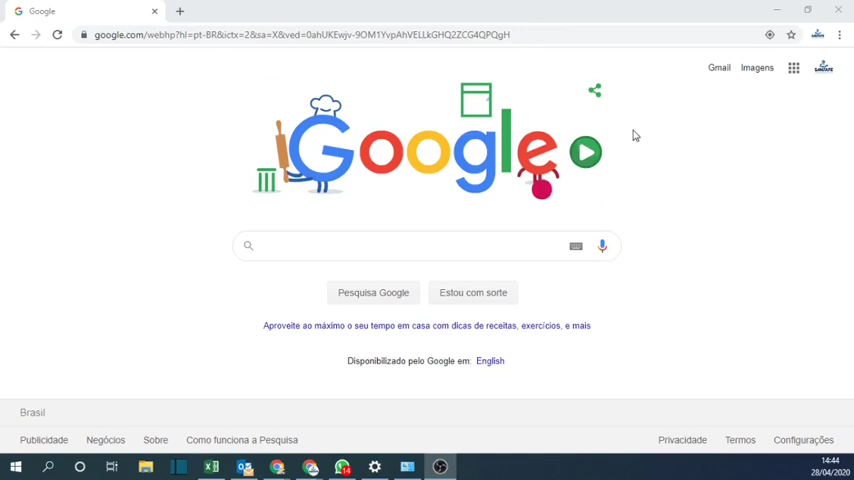 Google
google.com/webhp?hl=pt-BR&ictx=2&sa=X&ved=0ahUKEwjv-9OM1YvpAhVELLkGHQ2ZCG4QPQgH
Gmail Imagens
Google
Pesquisa Google Estou com sorte
Aproveite ao máximo o seu tempo em casa com dicas de receitas, exercícios, e mais
Disponibilizado pelo Google em: English
Brasil
Publicidade Negócios Sobre Como funciona a Pesquisa Privacidade Termos Configurações
14
14:44
28/04/2020